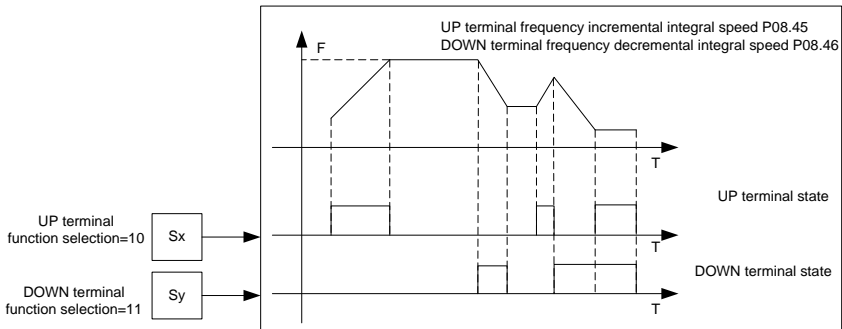 UP terminal frequency incremental integral speed P08.45
DOWN terminal frequency decremental integral speed P08.46
F
T
UP terminal state
UP terminal
function selection=10
Sx
T
DOWN terminal state
DOWN terminal
function selection=11
Sy
T